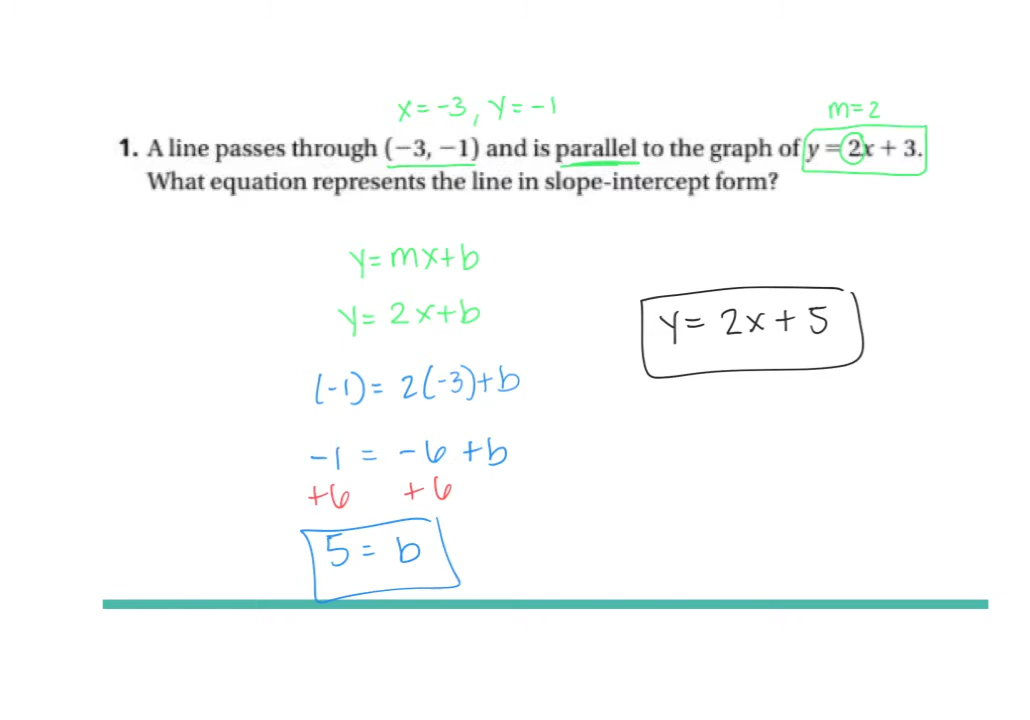 x=-3, y=-1
m=2
1. A line passes through (−3, −1) and is parallel to the graph of y = 2x + 3.
What equation represents the line in slope-intercept form?
y= mx+b
y= 2x+b
y= 2x+5
(-1)= 2(-3)+b
-1 = -6 +b
+6 +6
5 = b